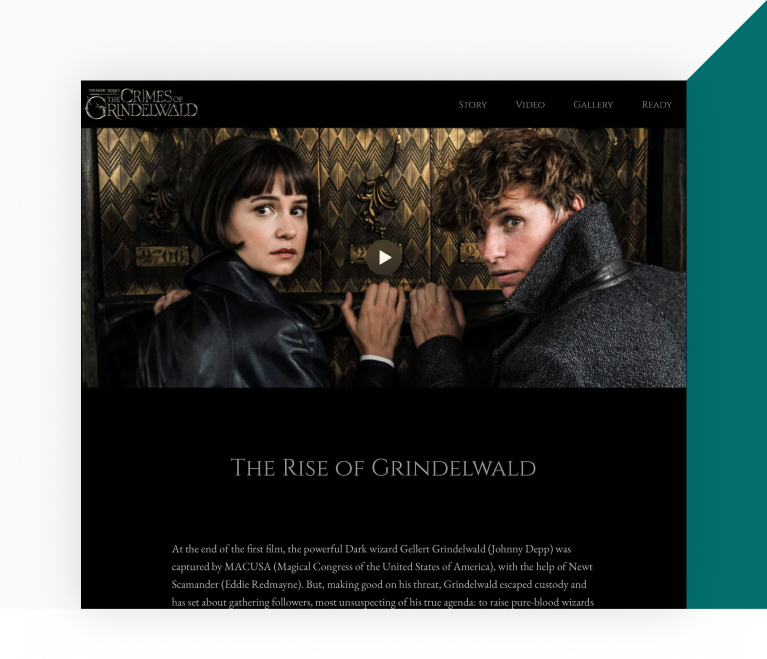 THE CRIMES OF
GRINDELWALD
STORY VIDEO GALLERY READY
2706
THE RISE OF GRINDELWALD
At the end of the first film, the powerful Dark wizard Gellert Grindelwald (Johnny Depp) was
captured by MACUSA (Magical Congress of the United States of America), with the help of Newt
Scamander (Eddie Redmayne). But, making good on his threat, Grindelwald escaped custody and
has set about gathering followers, most unsuspecting of his true agenda: to raise pure-blood wizards